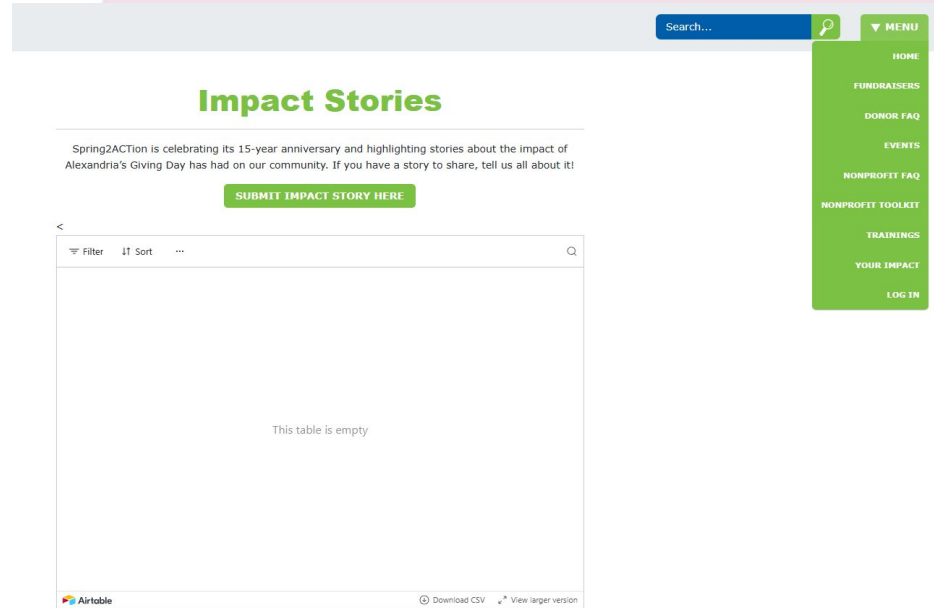 Search...
▼ MENU
HOME
FUNDRAISERS
DONOR FAQ
EVENTS
NONPROFIT FAQ
NONPROFIT TOOLKIT
TRAININGS
YOUR IMPACT
LOG IN
Impact Stories
Spring2ACTion is celebrating its 15-year anniversary and highlighting stories about the impact of
Alexandria's Giving Day has had on our community. If you have a story to share, tell us all about it!
SUBMIT IMPACT STORY HERE
<
Filter Sort ...
This table is empty
Airtable Download CSV View larger version